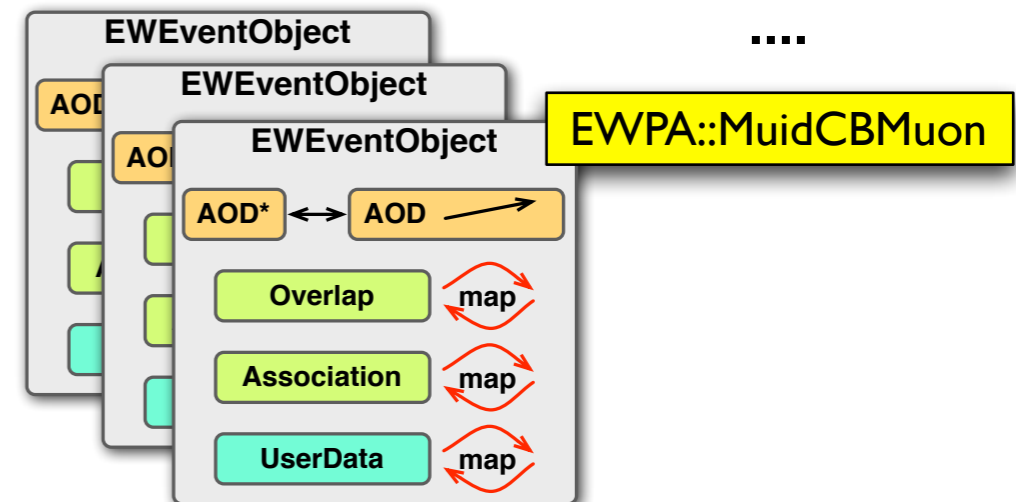 EWEventObject
....
EWEventObject
EWPA::MuidCBMuon
EWEventObject
AOD* AOD
Overlap map
Association map
UserData map